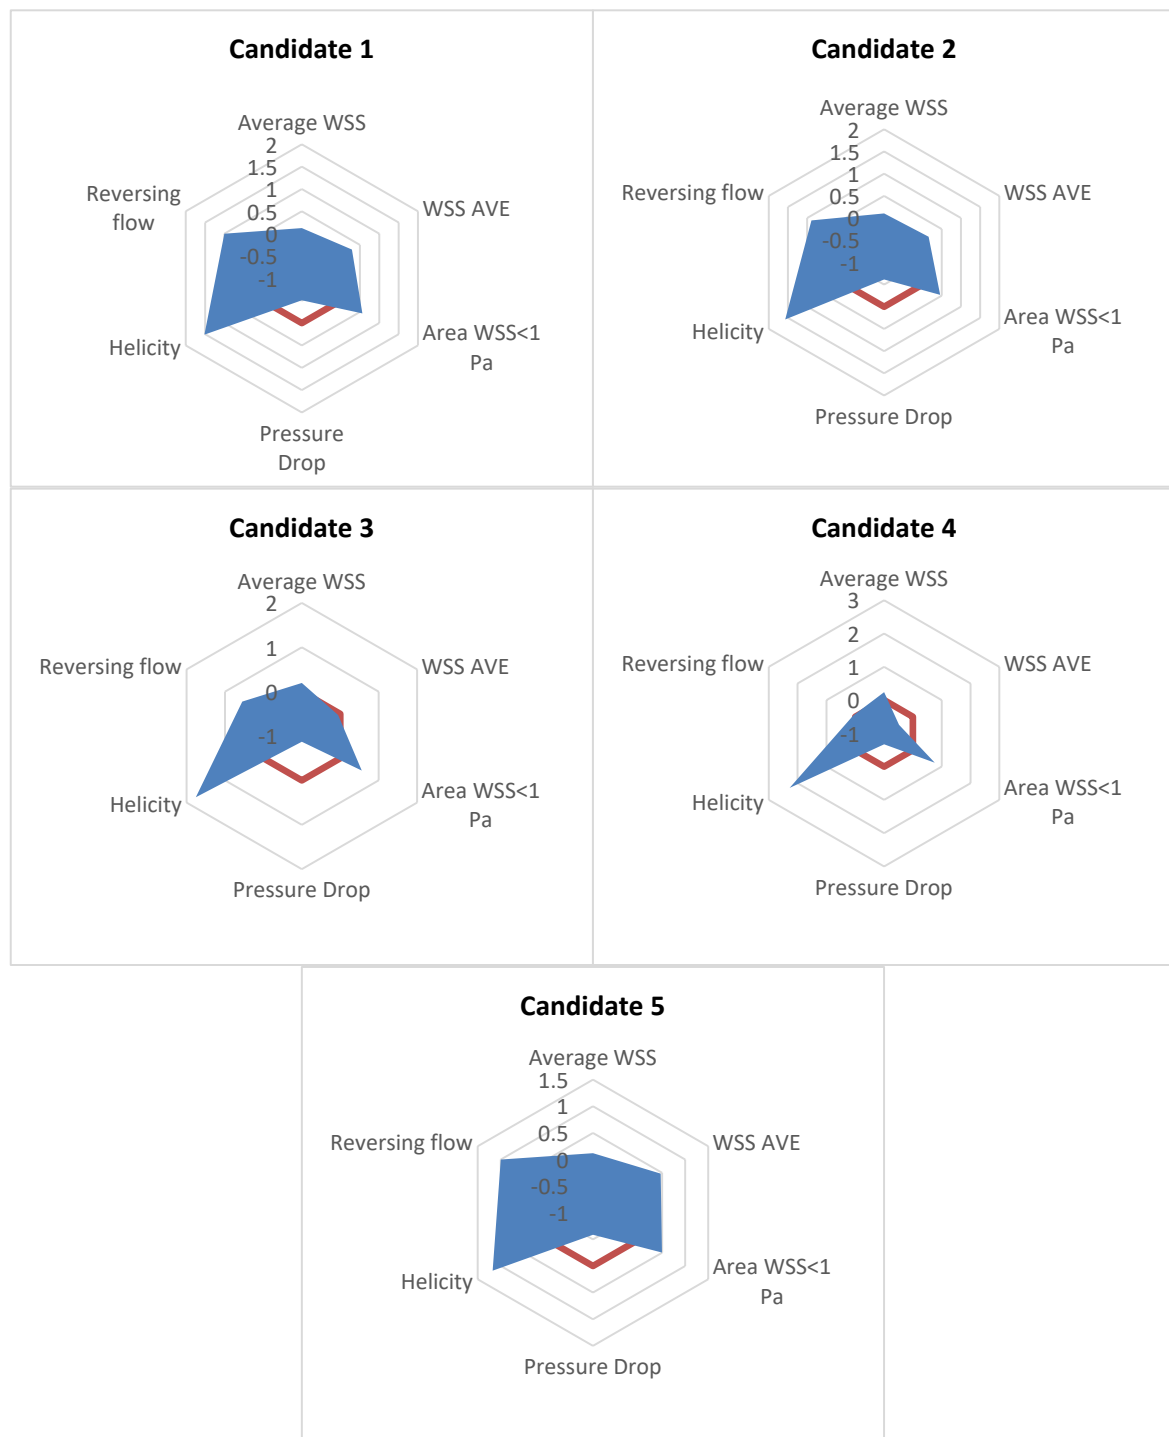 Candidate 1
Average WSS
2
1.5
1
0.5
0
-0.5
-1
WSS AVE
Area WSS<1
Pa
Pressure
Drop
Helicity
Reversing
flow
Candidate 2
Average WSS
2
1.5
1
0.5
0
-0.5
-1
WSS AVE
Area WSS<1
Pa
Pressure Drop
Helicity
Reversing flow
Candidate 3
Average WSS
2
1
0
-1
WSS AVE
Area WSS<1
Pa
Pressure Drop
Helicity
Reversing flow
Candidate 4
Average WSS
3
2
1
0
-1
WSS AVE
Area WSS<1
Pa
Pressure Drop
Helicity
Reversing flow
Candidate 5
Average WSS
1.5
1
0.5
0
-0.5
-1
WSS AVE
Area WSS<1
Pa
Pressure Drop
Helicity
Reversing flow